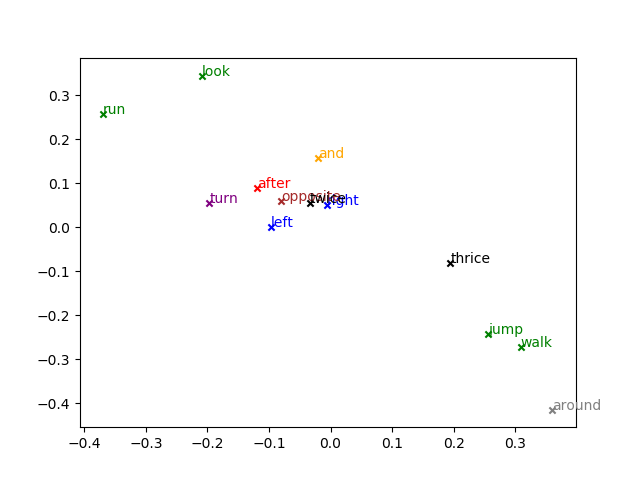 look
run
and
after
turn
opposite
twice
right
left
thrice
jump
walk
around
0.3
0.2
0.1
0.0
−0.1
−0.2
−0.3
−0.4
−0.4 −0.3 −0.2 −0.1 0.0 0.1 0.2 0.3